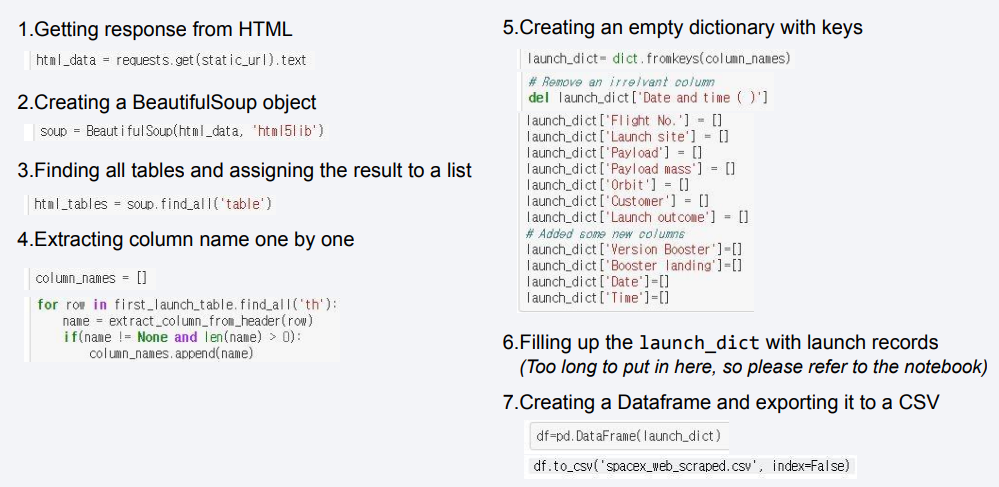 1.Getting response from HTML
html_data = requests.get(static_url).text
2.Creating a BeautifulSoup object
soup = BeautifulSoup(html_data, 'html5lib')
3.Finding all tables and assigning the result to a list
html_tables = soup.find_all('table')
4.Extracting column name one by one
column_names = []
for row in first_launch_table.find_all('th'):
    name = extract_column_from_header(row)
    if(name != None and len(name) > 0):
        column_names.append(name)
5.Creating an empty dictionary with keys
launch_dict= dict.fromkeys(column_names)
# Remove an irrelvant column
del launch_dict['Date and time ( )']
launch_dict['Flight No.'] = []
launch_dict['Launch site'] = []
launch_dict['Payload'] = []
launch_dict['Payload mass'] = []
launch_dict['Orbit'] = []
launch_dict['Customer'] = []
launch_dict['Launch outcome'] = []
# Added some new columns
launch_dict['Version Booster']=[]
launch_dict['Booster landing']=[]
launch_dict['Date']=[]
launch_dict['Time']=[]
6.Filling up the launch_dict with launch records
(Too long to put in here, so please refer to the notebook)
7.Creating a Dataframe and exporting it to a CSV
df=pd.DataFrame(launch_dict)
df.to_csv('spacex_web_scraped.csv', index=False)